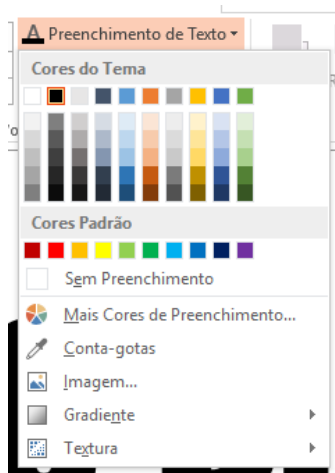 A Preenchimento de Texto
Cores do Tema
Cores Padrão
Sem Preenchimento
Mais Cores de Preenchimento...
Conta-gotas
Imagem...
Gradiente
Textura